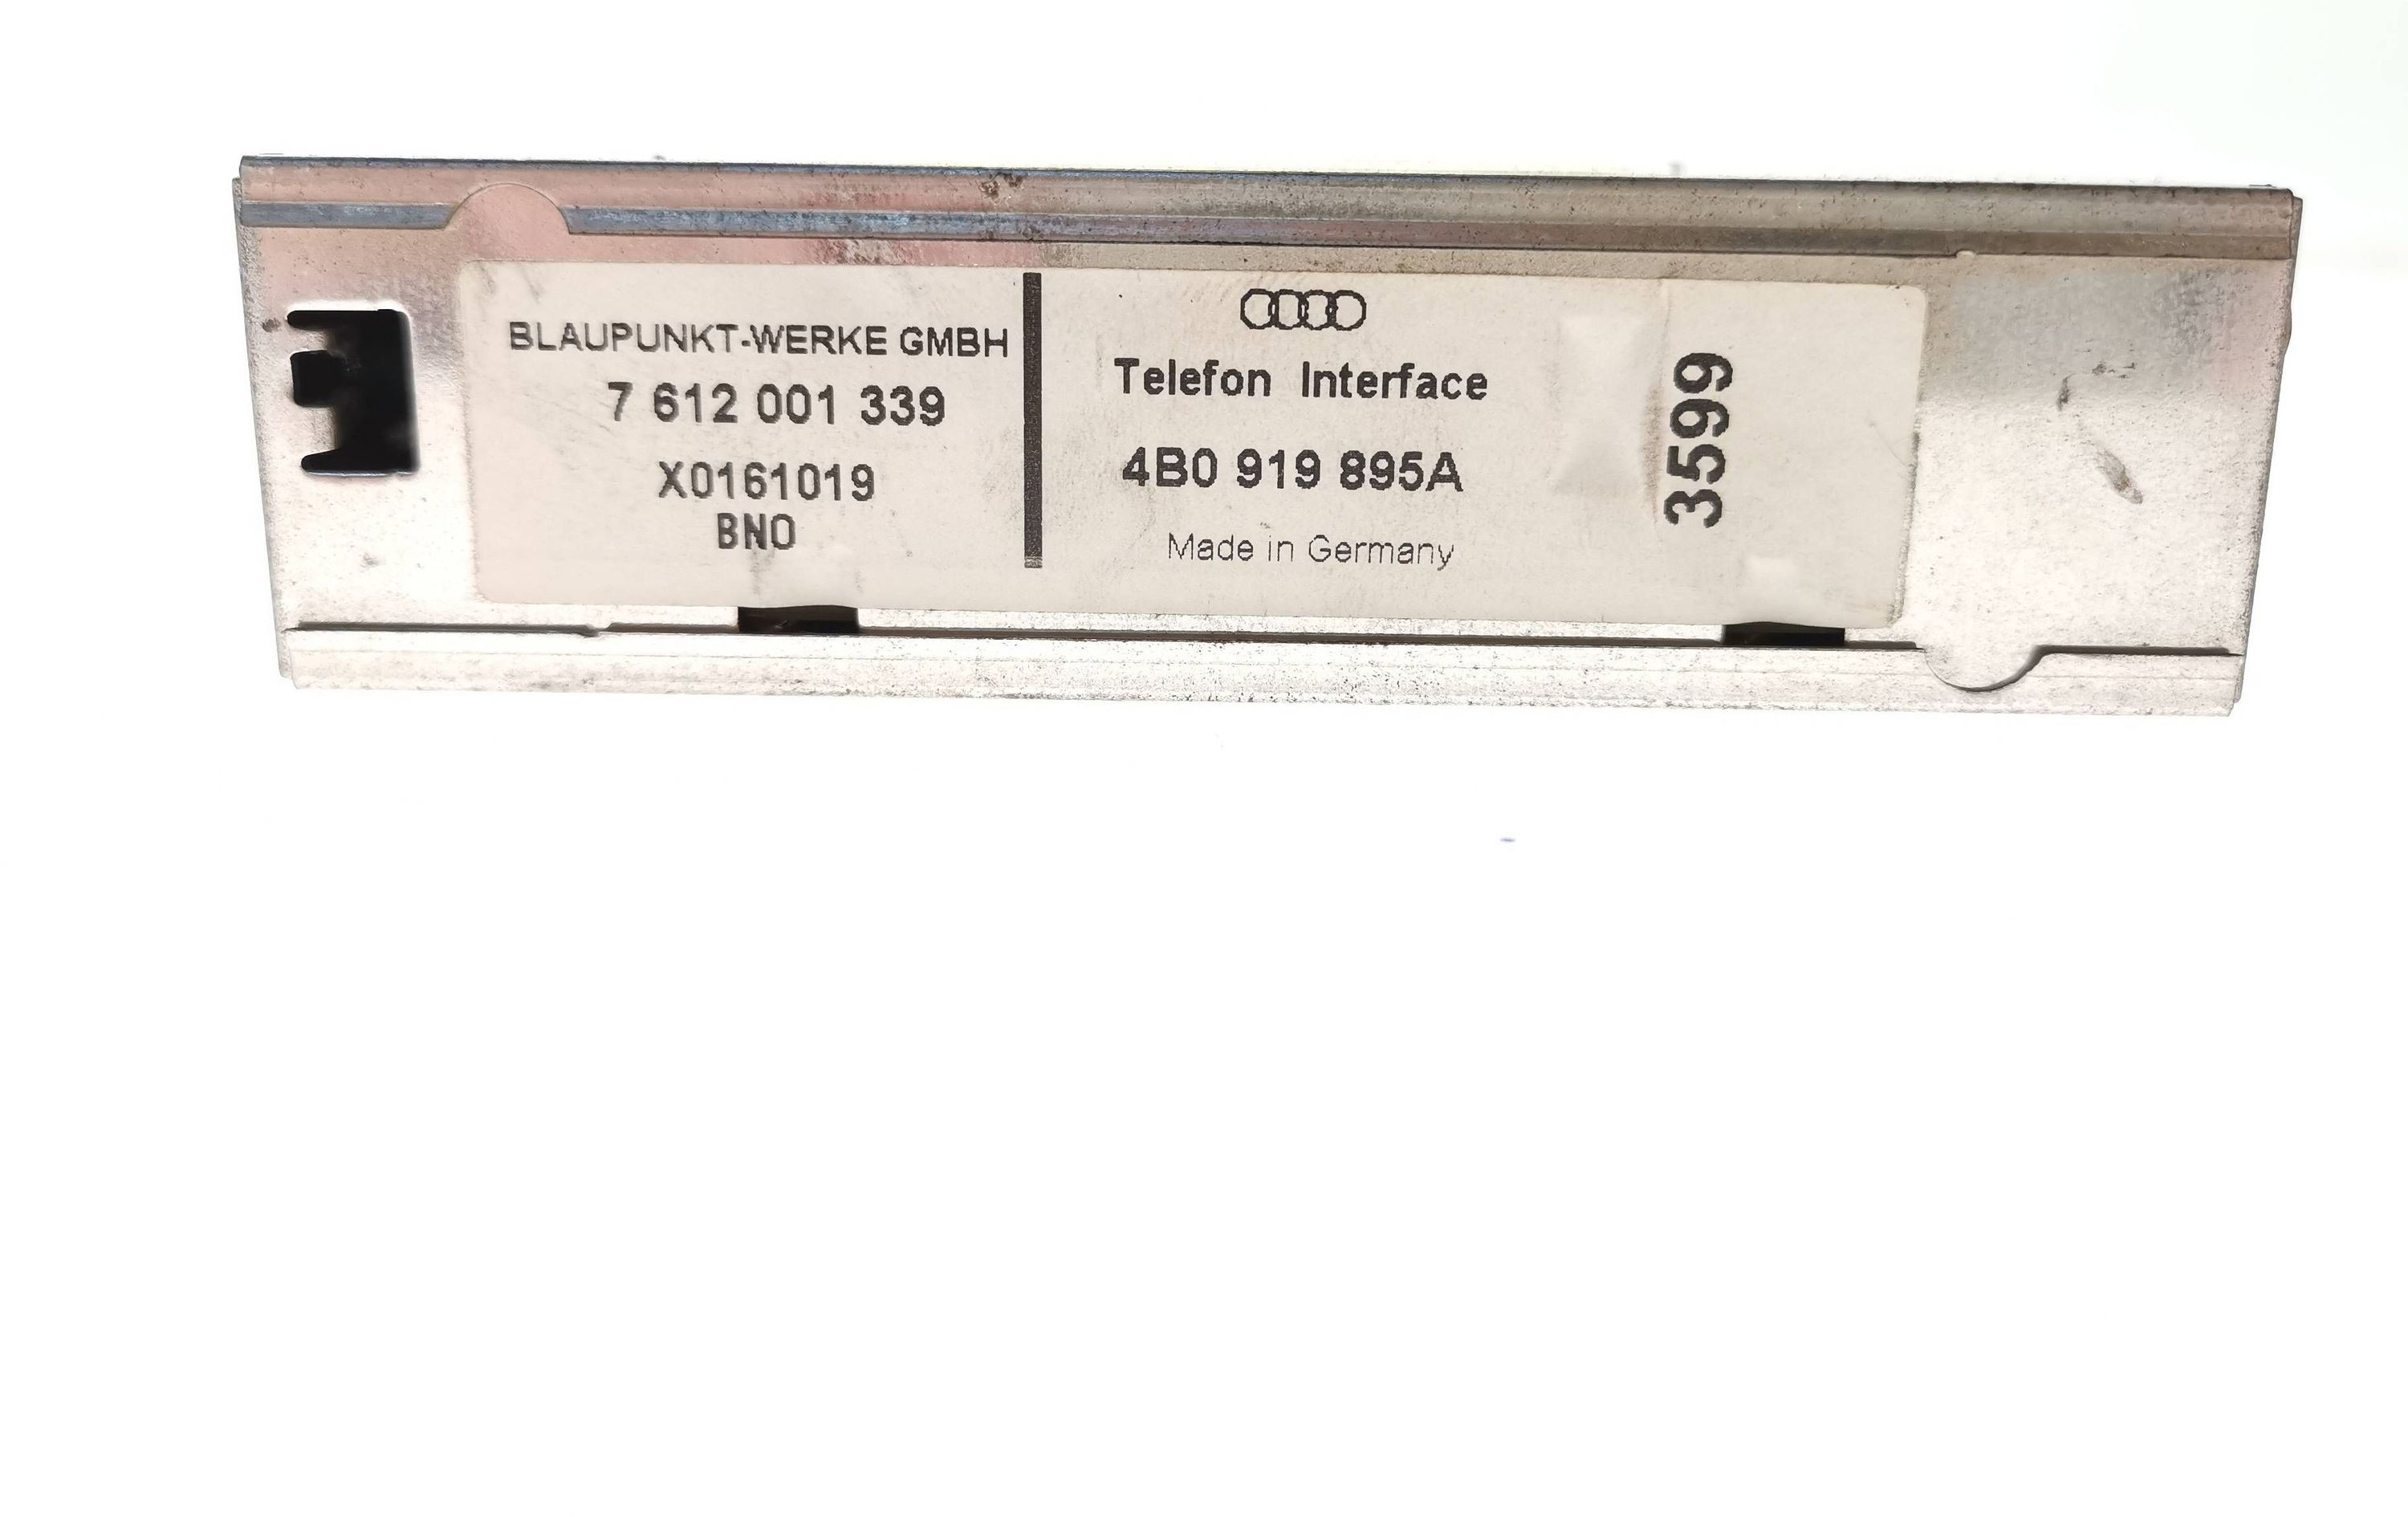 BLAUPUNKT-WERKE GMBH
7 612 001 339
X0161019
BNO
Telefon Interface
4B0 919 895A
Made in Germany
3599